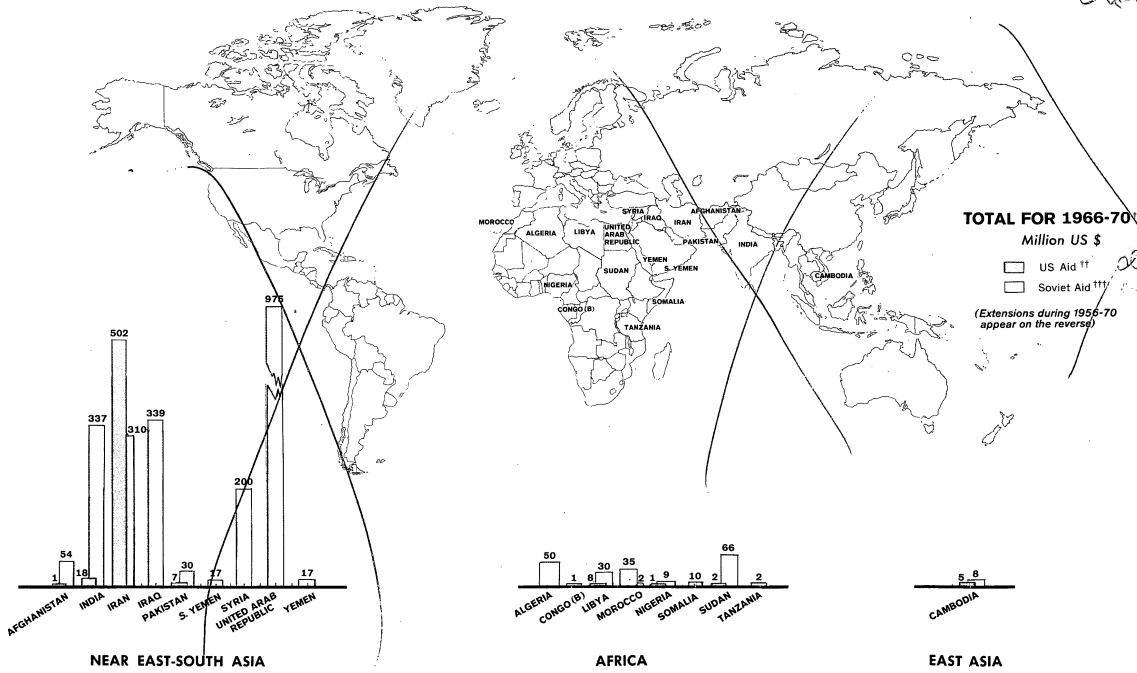 SYRIA
IRAQ
IRAN
AFGHANISTAN
MOROCCO
ALGERIA
LIBYA
UNITED
ARAB
REPUBLIC
PAKISTAN
INDIA
YEMEN
S. YEMEN
SUDAN
CAMBODIA
NIGERIA
SOMALIA
CONGO (B)
TANZANIA
TOTAL FOR 1966-70
Million US $
US Aid ††
Soviet Aid †††
(Extensions during 1956-70
appear on the reverse)
975
502
337
310
339
200
54
1
18
7
30
17
17
AFGHANISTAN
INDIA
IRAN
IRAQ
PAKISTAN
S. YEMEN
SYRIA
UNITED ARAB
REPUBLIC
YEMEN
NEAR EAST-SOUTH ASIA
50
1
8
30
35
2
1
9
10
2
66
2
ALGERIA
CONGO (B)
LIBYA
MOROCCO
NIGERIA
SOMALIA
SUDAN
TANZANIA
AFRICA
5
8
CAMBODIA
EAST ASIA